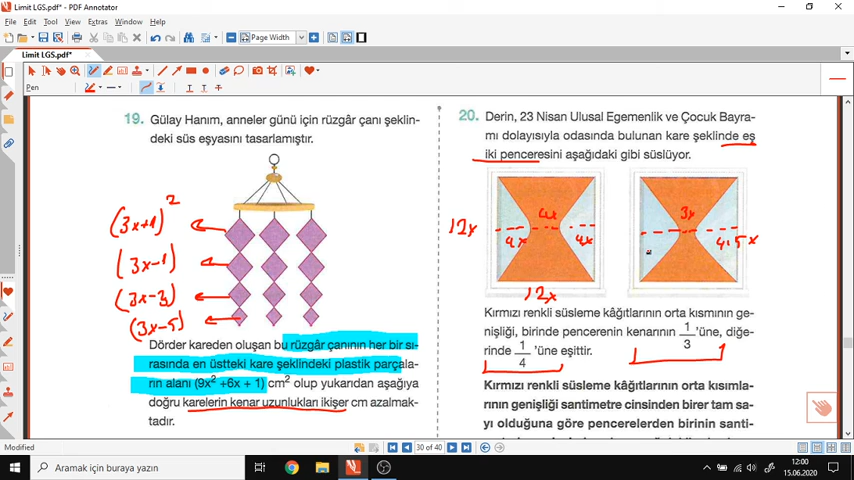 Limit LGS.pdf* - PDF Annotator
File Edit Tool View Extras Window Help
Page Width
Limit LGS.pdf*
Pen
19. Gülay Hanım, anneler günü için rüzgâr çanı şeklin-
deki süs eşyasını tasarlamıştır.
(3x+1)²
(3x-1)
(3x-3)
(3x-5)
Dörder kareden oluşan bu rüzgâr çanının her bir sı-
rasında en üstteki kare şeklindeki plastik parçala-
rın alanı (9x² +6x + 1) cm² olup yukarıdan aşağıya
doğru karelerin kenar uzunlukları ikişer cm azalmak-
tadır.
20. Derin, 23 Nisan Ulusal Egemenlik ve Çocuk Bayra-
mı dolayısıyla odasında bulunan kare şeklinde eş
iki penceresini aşağıdaki gibi süslüyor.
12x
4x
4x
4x
12x
3x
4,5x
Kırmızı renkli süsleme kâğıtlarının orta kısmının ge-
nişliği, birinde pencerenin kenarının 1/3 'üne, diğe-
rinde 1/4 'üne eşittir.
Kırmızı renkli süsleme kâğıtlarının orta kısımla-
rının genişliği santimetre cinsinden birer tam sa-
yı olduğuna göre pencerelerden birinin santi-
Modified
30 of 40
Aramak için buraya yazın
12:00
15.06.2020